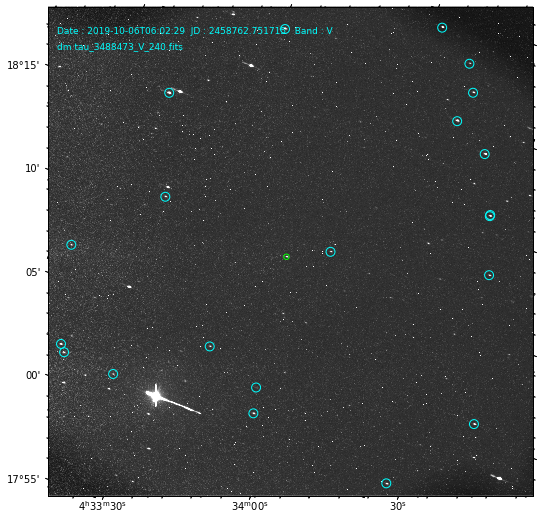 Date : 2019-10-06T06:02:29 JD : 2458762.751713 Band : V
dm tau_3488473_V_240.fits
18°15'
10'
05'
00'
17°55'
4ʰ33ᵐ30ˢ
34ᵐ00ˢ
30ˢ